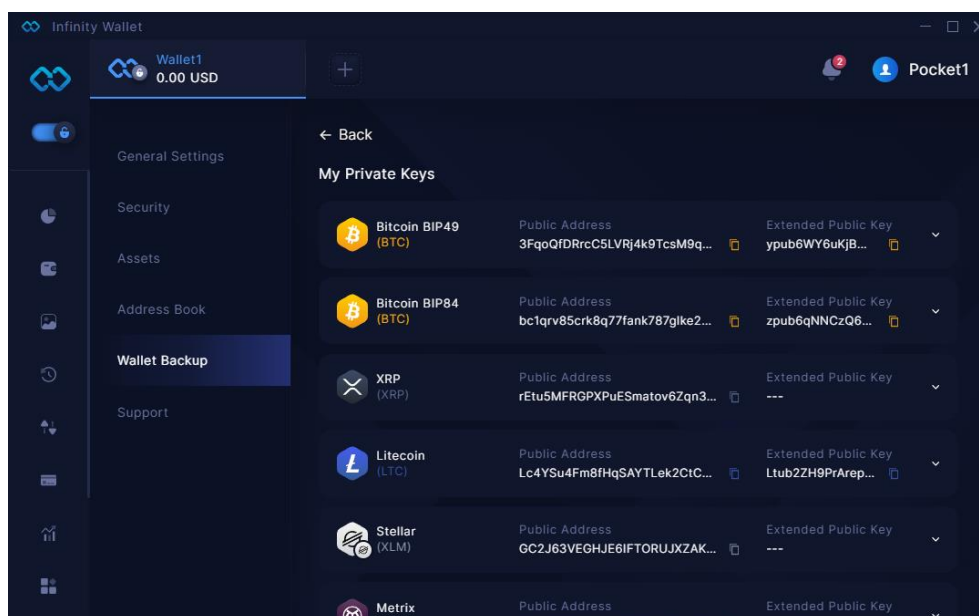 Infinity Wallet
Wallet1
0.00 USD
2
Pocket1
General Settings
Security
Assets
Address Book
Wallet Backup
Support
← Back
My Private Keys
Bitcoin BIP49
(BTC)
Public Address
3FqoQfDRrcC5LVRj4k9TcsM9q...
Extended Public Key
ypub6WY6uKjB...
Bitcoin BIP84
(BTC)
Public Address
bc1qrv85crk8q77fank787glke2...
Extended Public Key
zpub6qNNCzQ6...
XRP
(XRP)
Public Address
rEtu5MFRGPXPuESmatov6Zqn3...
Extended Public Key
---
Litecoin
(LTC)
Public Address
Lc4YSu4Fm8fHqSAYTLek2CtC...
Extended Public Key
Ltub2ZH9PrArep...
Stellar
(XLM)
Public Address
GC2J63VEGHJE6IFTORUJXZAK...
Extended Public Key
---
Metrix
Public Address
Extended Public Key